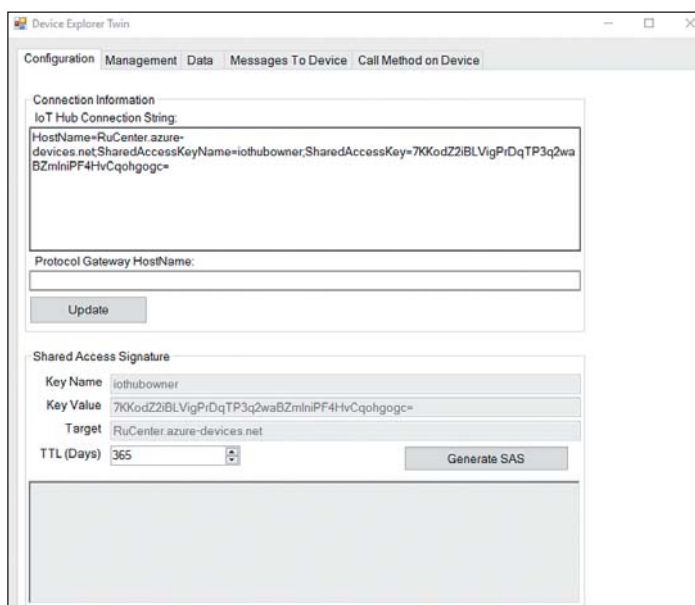 Device Explorer Twin
Configuration Management Data Messages To Device Call Method on Device
Connection Information
IoT Hub Connection String:
HostName=RuCenter.azure-
devices.net;SharedAccessKeyName=iothubowner;SharedAccessKey=7KKodZ2iBLVigPrDqTP3q2wa
BZmlniPF4HvCqohgogc=
Protocol Gateway HostName:
Update
Shared Access Signature
Key Name iothubowner
Key Value 7KKodZ2iBLVigPrDqTP3q2waBZmlniPF4HvCqohgogc=
Target RuCenter.azure-devices.net
TTL (Days) 365
Generate SAS